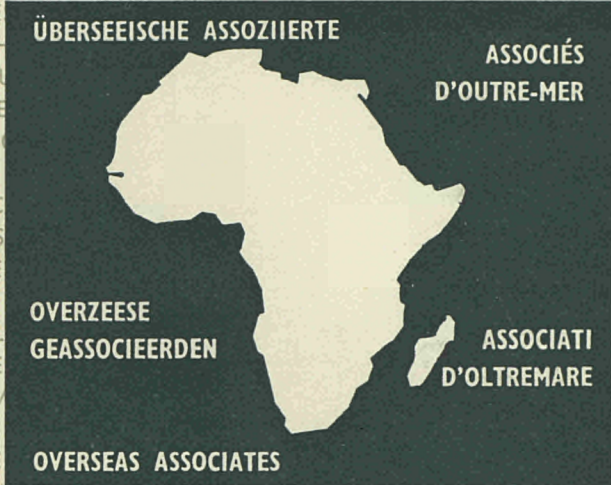 ÜBERSEEISCHE ASSOZIIERTE
ASSOCIÉS
D'OUTRE-MER
OVERZEESE
GEASSOCIEERDEN
ASSOCIATI
D'OLTREMARE
OVERSEAS ASSOCIATES